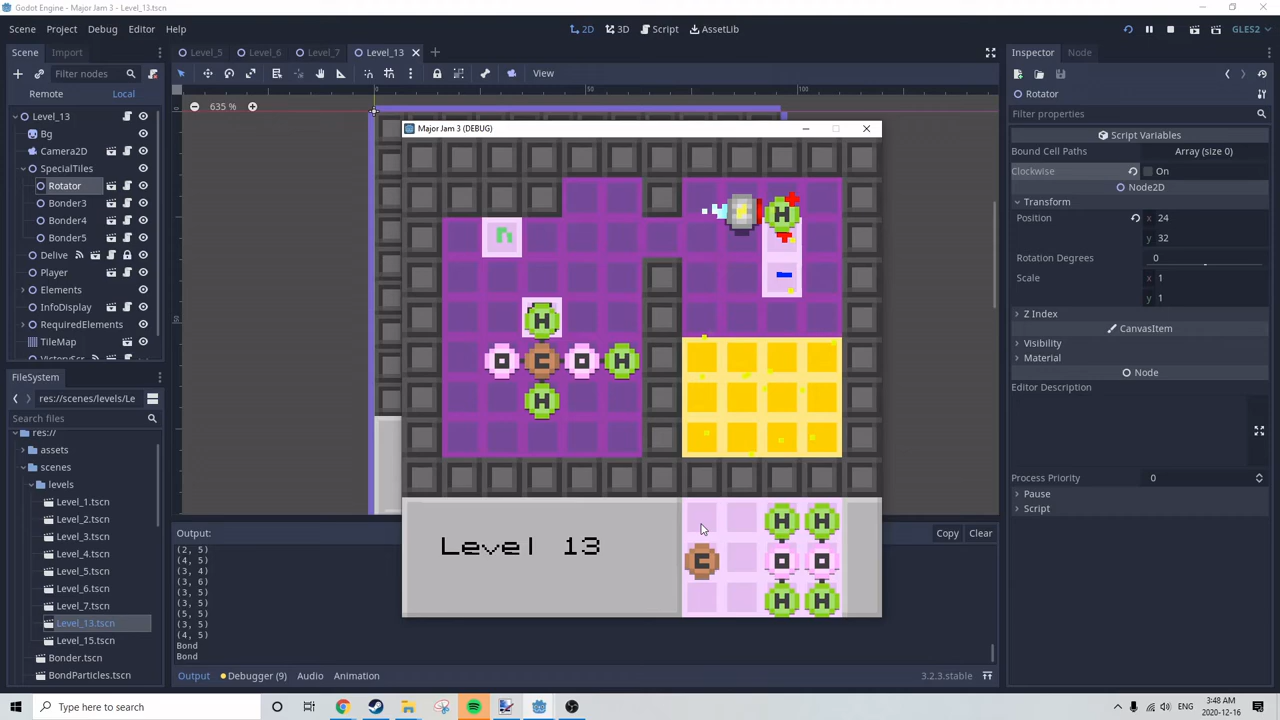 Godot Engine - Major Jam 3 - Level_13.tscn
Scene Project Debug Editor Help
2D 3D Script AssetLib
GLES2
Scene Import
Level_5 Level_6 Level_7 Level_13
Inspector Node
Filter nodes
View
Remote Local
635 %
0 50 100
Rotator
Filter properties
Level_13
Bg
Camera2D
SpecialTiles
Rotator
Bonder3
Bonder4
Bonder5
Delive
Player
Elements
InfoDisplay
RequiredElements
TileMap
Major Jam 3 (DEBUG)
H
H
O C O H
H
Level 13
H H
C O O
H H
Script Variables
Bound Cell Paths Array (size 0)
Clockwise On
Node2D
Transform
Position x 24
y 32
Rotation Degrees 0
Scale x 1
y 1
Z Index
CanvasItem
Visibility
Material
Node
Editor Description
Process Priority 0
Pause
Script
FileSystem
res://scenes/levels/Le
Search files
res://
assets
scenes
levels
Level_1.tscn
Level_2.tscn
Level_3.tscn
Level_4.tscn
Level_5.tscn
Level_6.tscn
Level_7.tscn
Level_13.tscn
Level_15.tscn
Bonder.tscn
BondParticles.tscn
Output:
Copy Clear
(2, 5)
(4, 5)
(3, 4)
(3, 6)
(3, 5)
(3, 5)
(5, 5)
(3, 5)
(4, 5)
Bond
Bond
Output Debugger (9) Audio Animation
3.2.3.stable
Type here to search
ENG
3:48 AM
2020-12-16